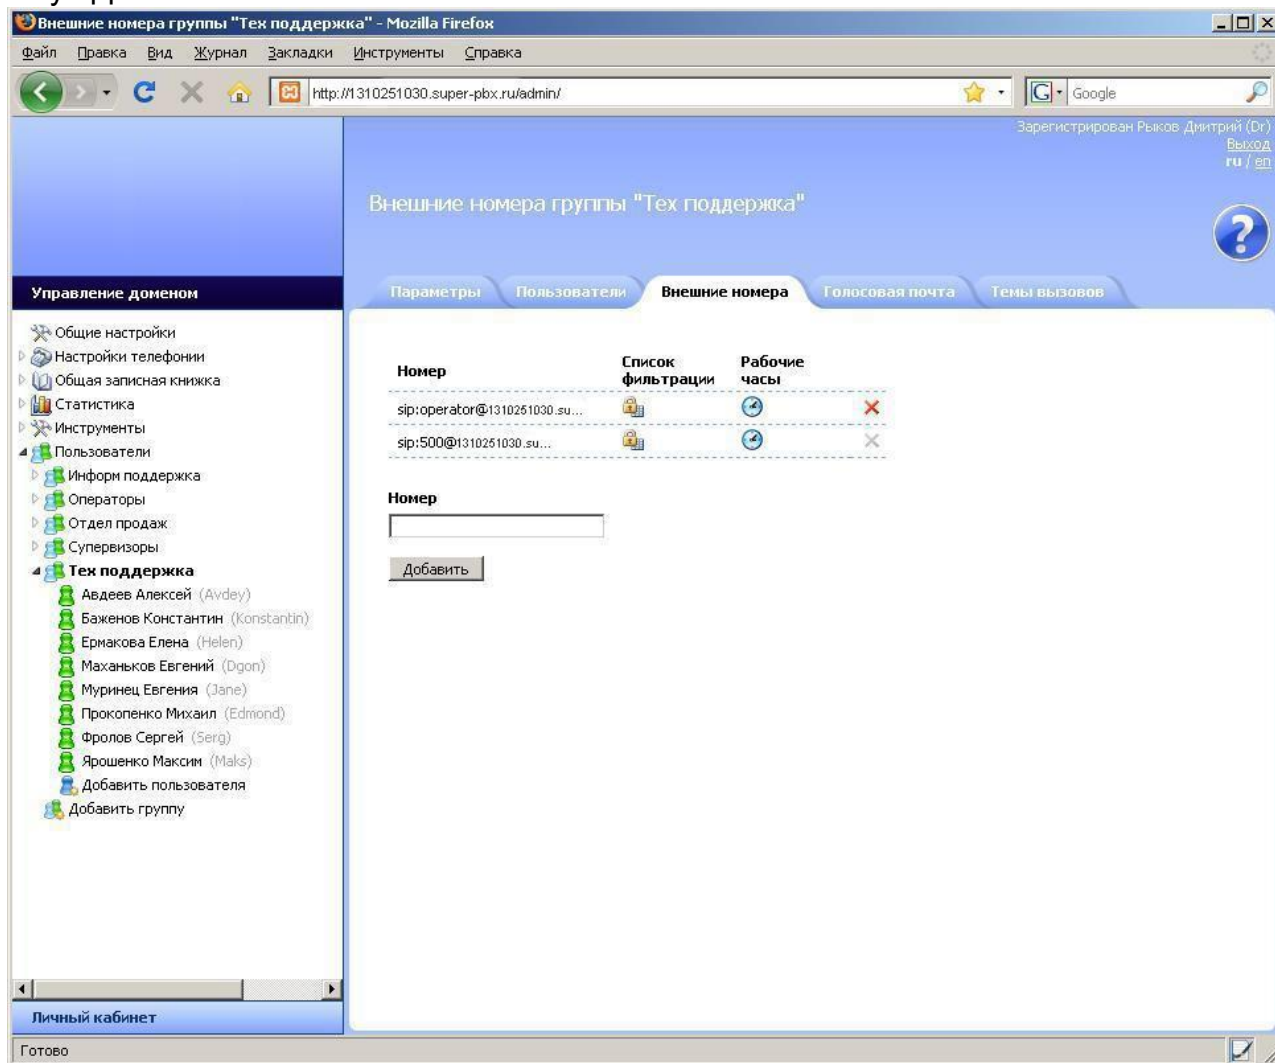 Внешние номера группы "Тех поддержка" - Mozilla Firefox
Файл Правка Вид Журнал Закладки Инструменты Справка
http://1310251030.super-pbx.ru/admin/
Google
Зарегистрирован Рыков Дмитрий (Dr)
Выход
ru / en
Внешние номера группы "Тех поддержка"
Управление доменом
Параметры Пользователи Внешние номера Голосовая почта Темы вызовов
Общие настройки
Настройки телефонии
Общая записная книжка
Статистика
Инструменты
Пользователи
Информ поддержка
Операторы
Отдел продаж
Супервизоры
Тех поддержка
Авдеев Алексей (Avdey)
Баженов Константин (Konstantin)
Ермакова Елена (Helen)
Маханьков Евгений (Dgon)
Муринец Евгения (Jane)
Прокопенко Михаил (Edmond)
Фролов Сергей (Serg)
Ярошенко Максим (Maks)
Добавить пользователя
Добавить группу
Номер
Список фильтрации
Рабочие часы
sip:operator@1310251030.su...
sip:500@1310251030.su...
Номер
Добавить
Личный кабинет
Готово